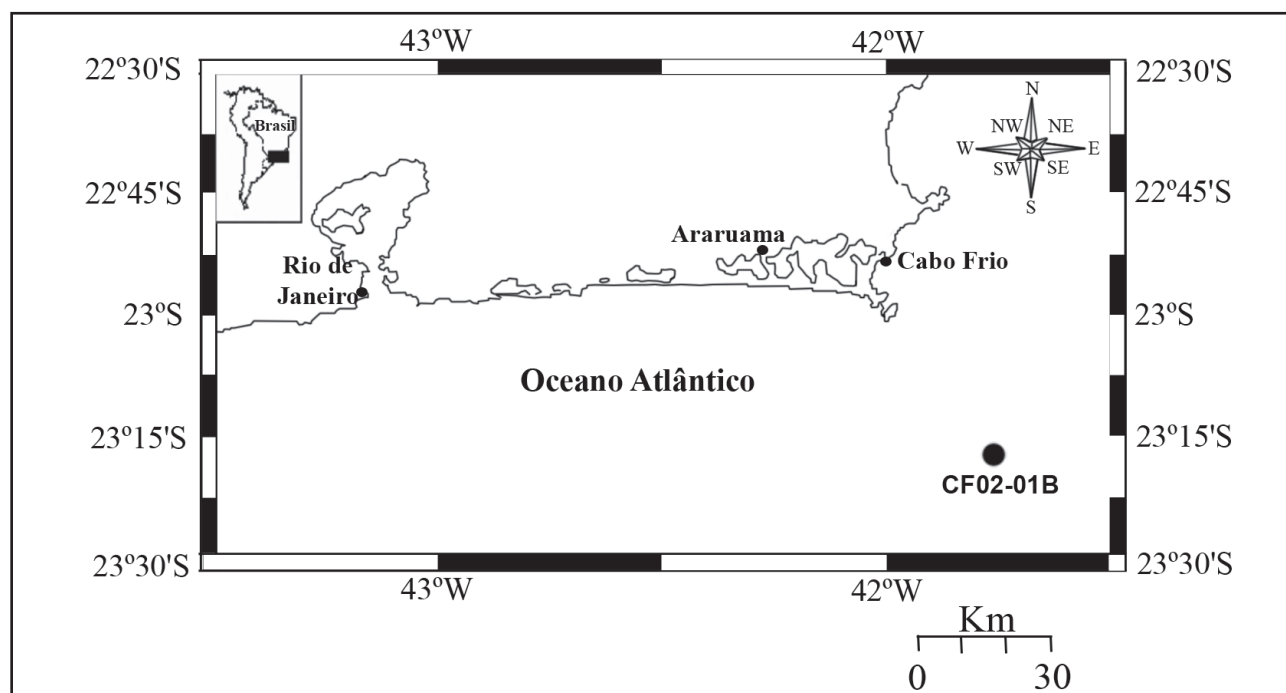 43ºW 42ºW
22º30'S 22º30'S
Brasil
N
NW NE
W E
SW SE
S
22º45'S 22º45'S
Araruama
Cabo Frio
Rio de
Janeiro
23ºS 23ºS
Oceano Atlântico
23º15'S 23º15'S
CF02-01B
23º30'S 23º30'S
43ºW 42ºW
Km
0 30